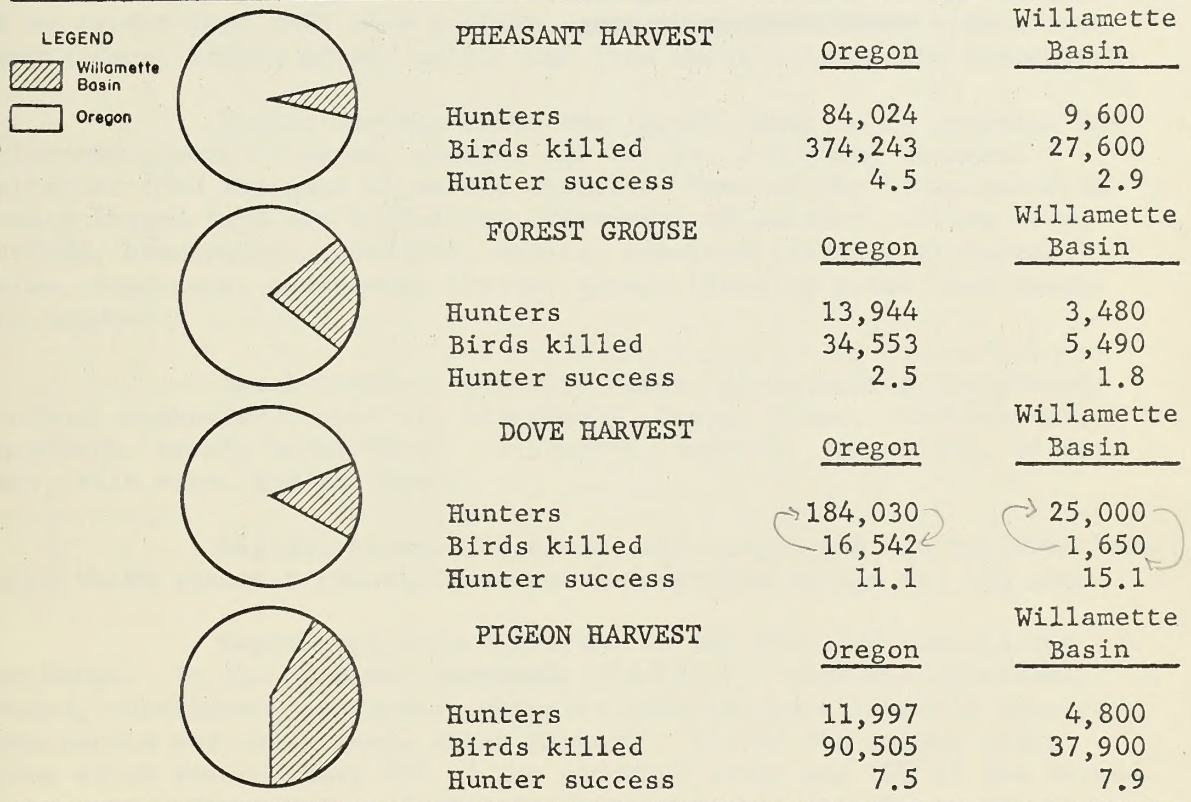 LEGEND
Willamette
Basin
Oregon
PHEASANT HARVEST
Oregon
Willamette
Basin
Hunters 84,024 9,600
Birds killed 374,243 27,600
Hunter success 4.5 2.9
FOREST GROUSE
Oregon
Willamette
Basin
Hunters 13,944 3,480
Birds killed 34,553 5,490
Hunter success 2.5 1.8
DOVE HARVEST
Oregon
Willamette
Basin
Hunters 184,030 25,000
Birds killed 16,542 1,650
Hunter success 11.1 15.1
PIGEON HARVEST
Oregon
Willamette
Basin
Hunters 11,997 4,800
Birds killed 90,505 37,900
Hunter success 7.5 7.9